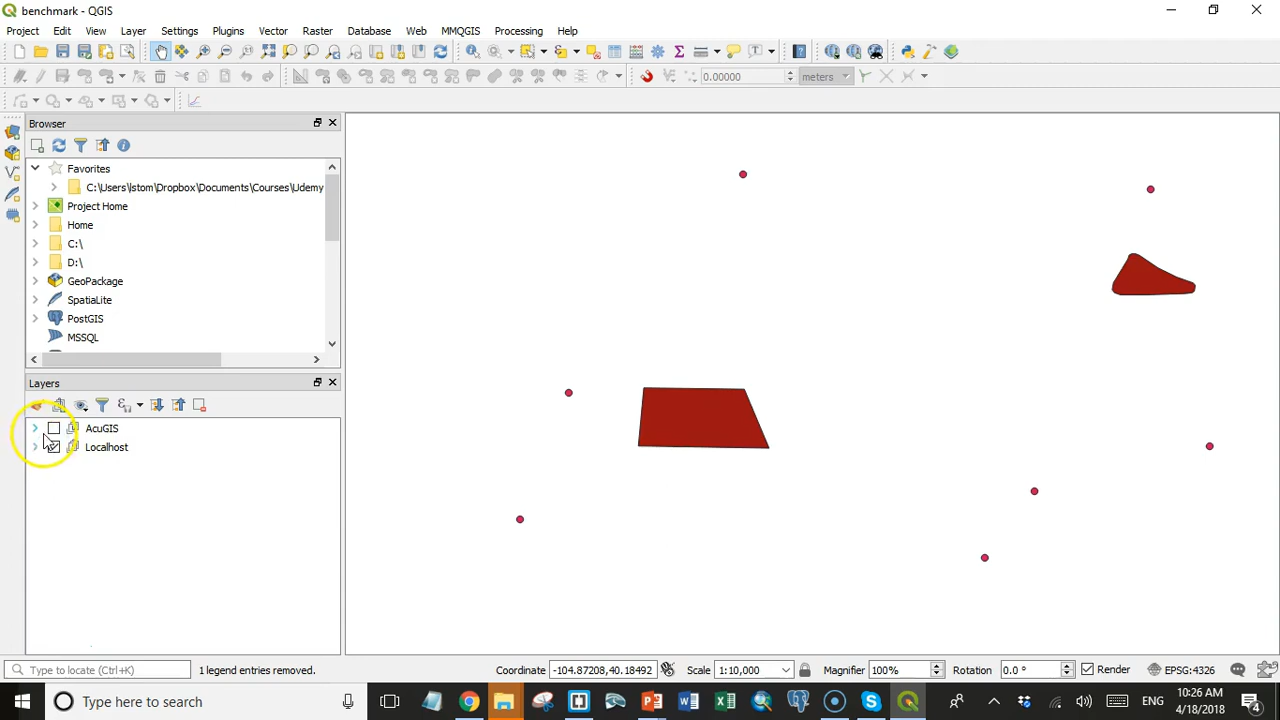 benchmark - QGIS
Project Edit View Layer Settings Plugins Vector Raster Database Web MMQGIS Processing Help
0.00000 meters
Browser
Favorites
C:\Users\stom\Dropbox\Documents\Courses\Udemy
Project Home
Home
C:\
D:\
GeoPackage
SpatiaLite
PostGIS
MSSQL
Layers
AcuGIS
Localhost
Type to locate (Ctrl+K) 1 legend entries removed. Coordinate -104.87208,40.18492 Scale 1:10,000 Magnifier 100% Rotation 0.0 ° Render EPSG:4326
Type here to search ENG 10:26 AM
4/18/2018 4